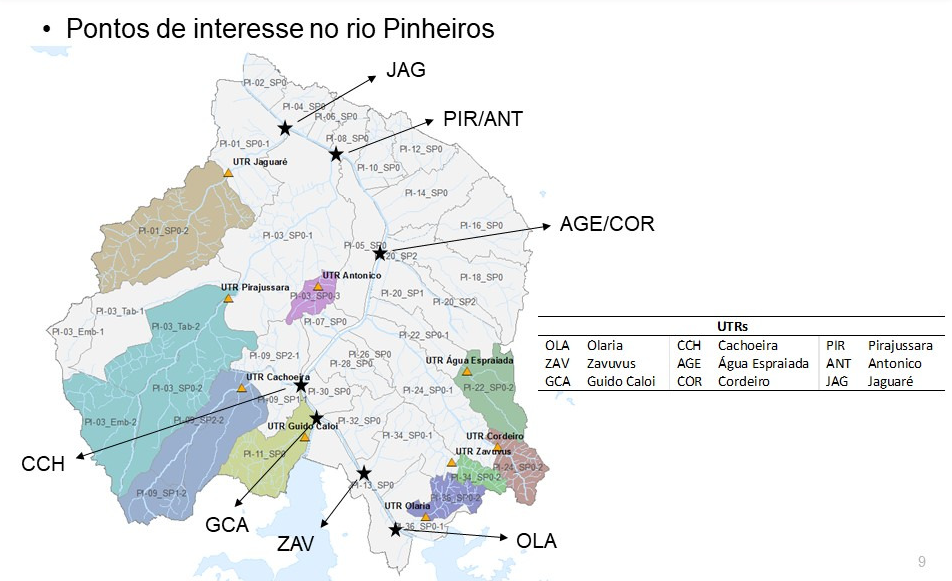 • Pontos de interesse no rio Pinheiros
JAG
PI-02_SP0
PI-04_SP0
PI-06_SP0
PIR/ANT
PI-08_SP0
PI-01_SP0-1
PI-12_SP0
UTR Jaguaré
PI-10_SP0
PI-14_SP0
AGE/COR
PI-16_SP0
PI-01_SP0-2
PI-03_SP0-1
PI-05_SP0
20_SP2
UTR Antonico
PI-18_SP0
UTR Pirajussara
PI-03_SP0-3
PI-20_SP1
PI-20_SP2
PI-03_Tab-1
PI-03_Tab-2
PI-03_Emb-1
PI-07_SP0
PI-22_SP0-1
PI-09_SP2-1
PI-26_SP0
PI-28_SP0
UTR Água Espraiada
UTR Cachoeira
PI-03_SP0-2
PI-09_SP1-1
PI-30_SP0
PI-24_SP0-1
PI-22_SP0-2
PI-03_Emb-2
PI-09_SP2-2
UTR Guido Caloi
PI-32_SP0
PI-34_SP0-1
UTR Cordeiro
PI-11_SP0
UTR Zavuvus
PI-24_SP0-2
CCH
PI-34_SP0-2
PI-13_SP0
PI-09_SP1-2
PI-36_SP0-2
UTR Olaria
GCA
PI-36_SP0-1
ZAV
OLA
UTRs
OLA Olaria CCH Cachoeira PIR Pirajussara
ZAV Zavuvus AGE Água Espraiada ANT Antonico
GCA Guido Caloi COR Cordeiro JAG Jaguaré
9